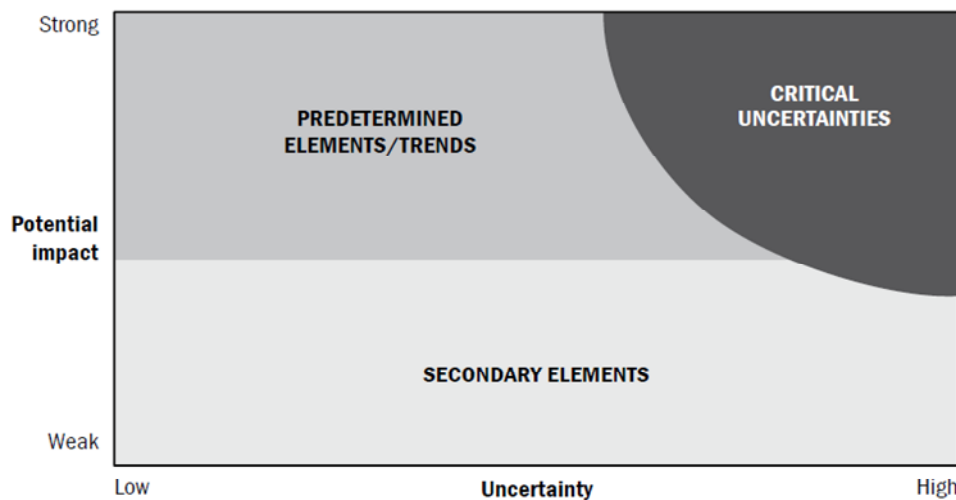 Strong
CRITICAL
UNCERTAINTIES
PREDETERMINED
ELEMENTS/TRENDS
Potential
impact
SECONDARY ELEMENTS
Weak
Low
Uncertainty
High